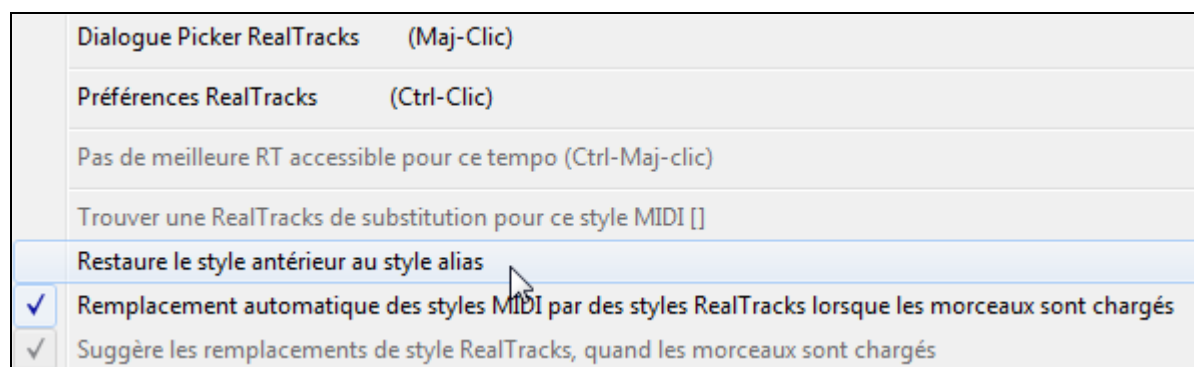 Dialogue Picker RealTracks (Maj-Clic)
Préférences RealTracks (Ctrl-Clic)
Pas de meilleure RT accessible pour ce tempo (Ctrl-Maj-clic)
Trouver une RealTracks de substitution pour ce style MIDI []
Restaure le style antérieur au style alias
Remplacement automatique des styles MIDI par des styles RealTracks lorsque les morceaux sont chargés
Suggère les remplacements de style RealTracks, quand les morceaux sont chargés